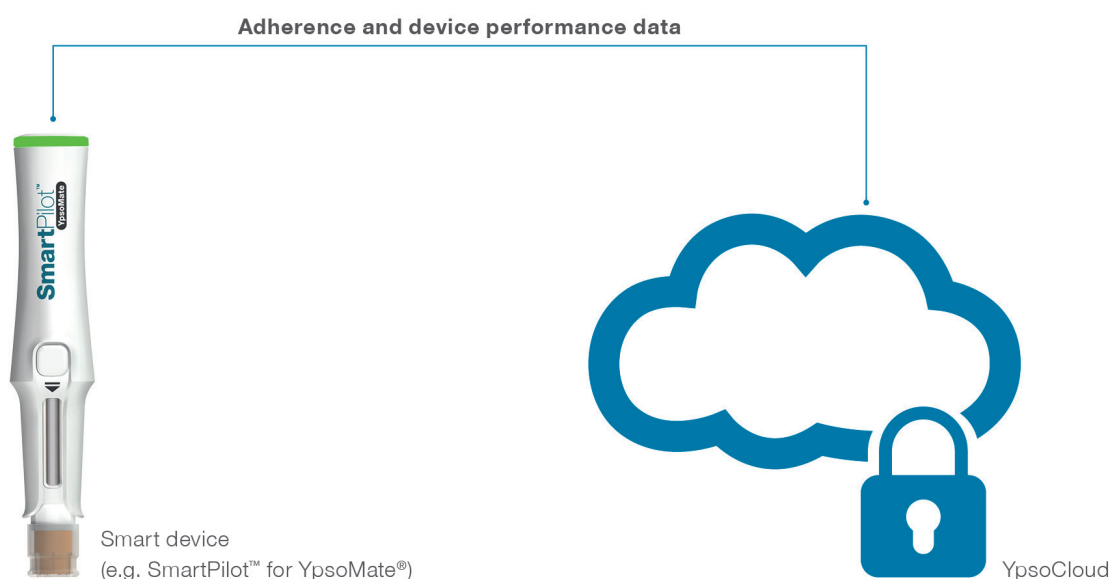 Adherence and device performance data
SmartPilot™
YpsoMate
Smart device
(e.g. SmartPilot™ for YpsoMate®)
YpsoCloud